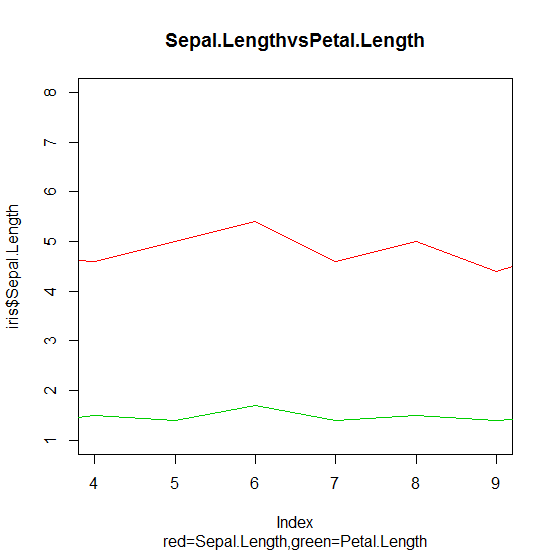 Sepal.LengthvsPetal.Length
iris$Sepal.Length
8
7
6
5
4
3
2
1
4 5 6 7 8 9
Index
red=Sepal.Length,green=Petal.Length